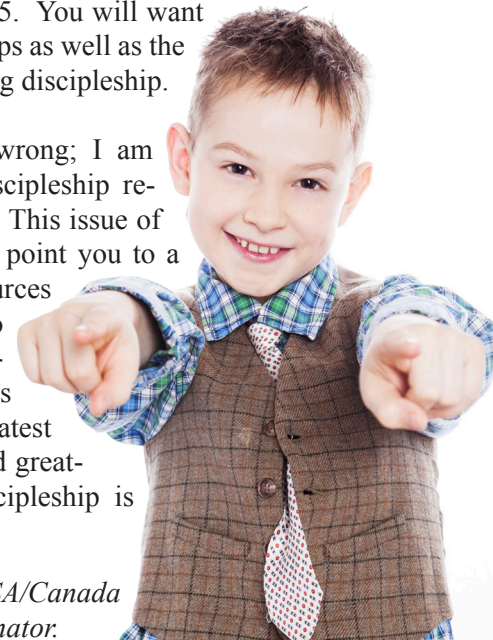 5.  You will want
ps as well as the
g discipleship.
wrong; I am
scipleship re-
This issue of
point you to a
urces
-
s
atest
d great-
cipleship is
A/Canada
nator.